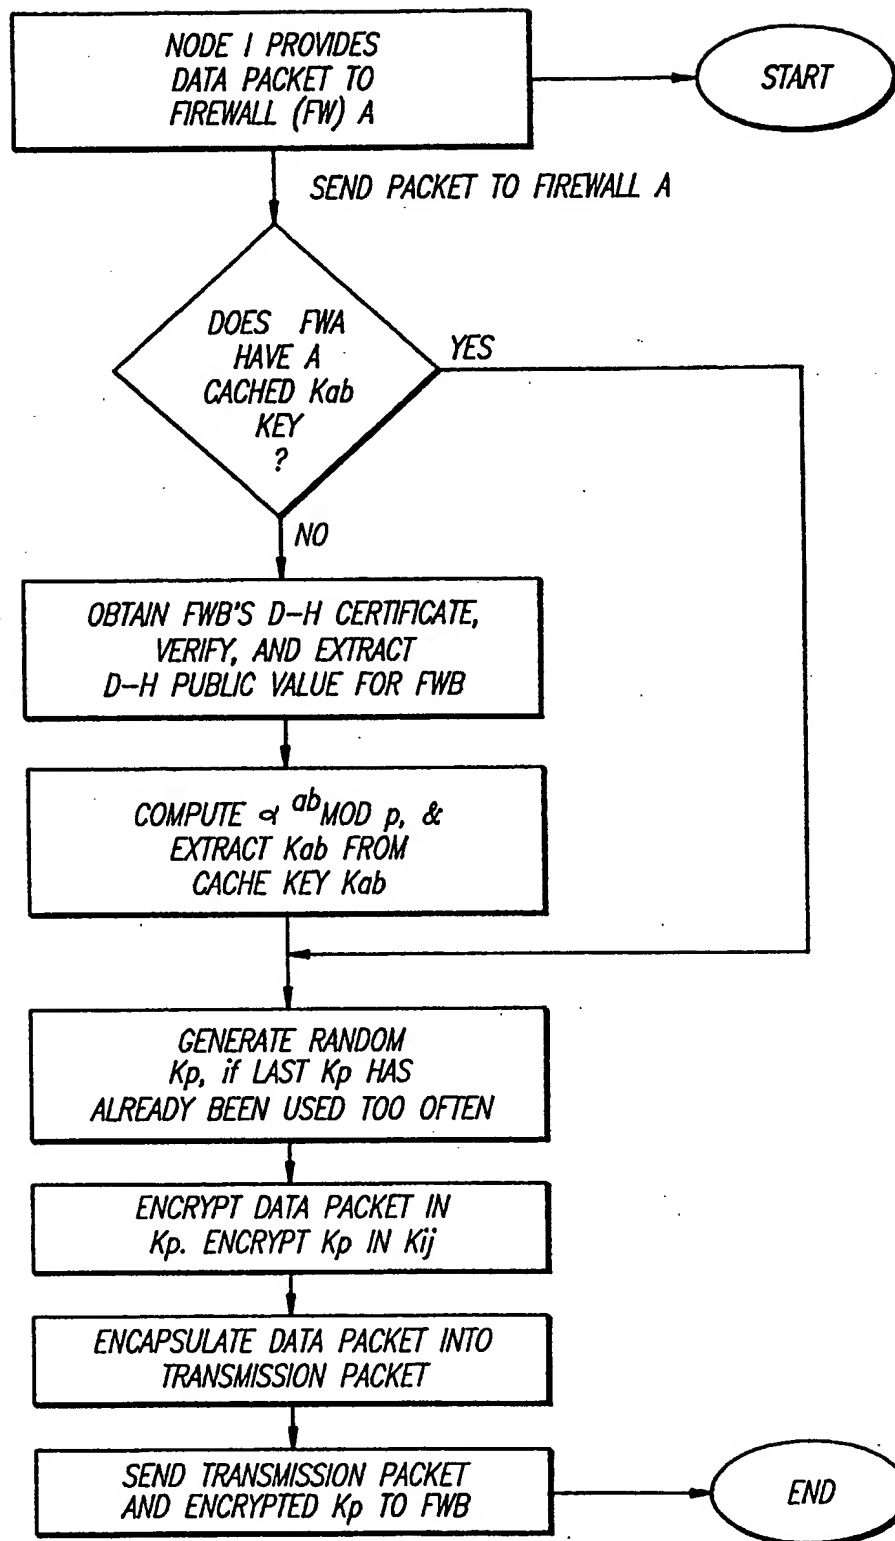 NODE I PROVIDES
DATA PACKET TO
FIREWALL (FW) A
START
SEND PACKET TO FIREWALL A
DOES FWA
HAVE A
CACHED Kab
KEY
?
YES
NO
OBTAIN FWB'S D-H CERTIFICATE,
VERIFY, AND EXTRACT
D-H PUBLIC VALUE FOR FWB
COMPUTE ∝ ab MOD p, &
EXTRACT Kab FROM
CACHE KEY Kab
GENERATE RANDOM
Kp, if LAST Kp HAS
ALREADY BEEN USED TOO OFTEN
ENCRYPT DATA PACKET IN
Kp. ENCRYPT Kp IN Kij
ENCAPSULATE DATA PACKET INTO
TRANSMISSION PACKET
SEND TRANSMISSION PACKET
AND ENCRYPTED Kp TO FWB
END